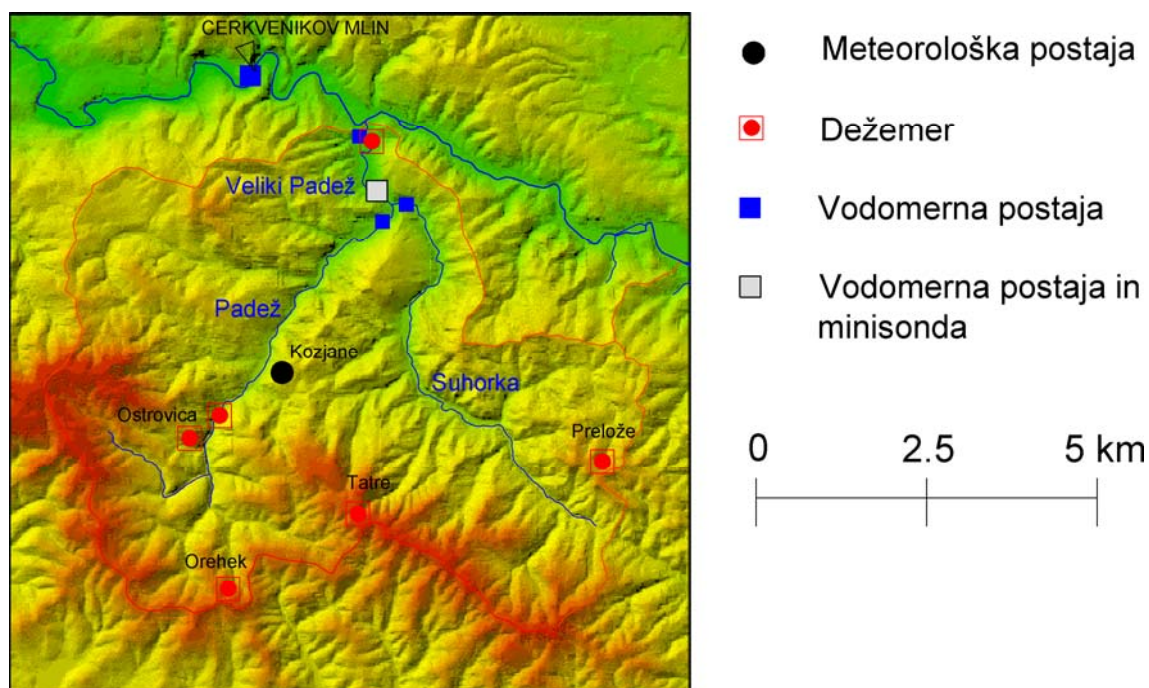 CERKVENIKOV MLIN
Veliki Padež
Padež
Kozjane
Suhorka
Ostrovica
Prelože
Tatre
Orehek
Meteorološka postaja
Dežemer
Vodomerna postaja
Vodomerna postaja in
minisonda
0 2.5 5 km